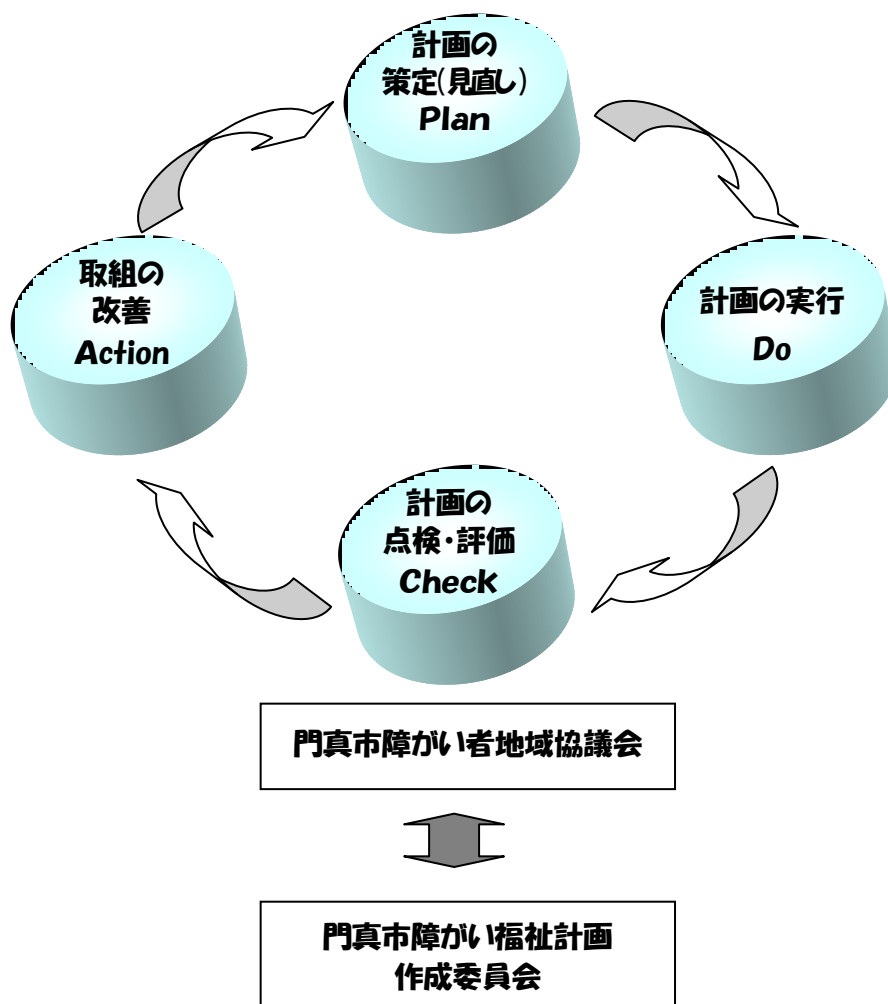 計画の
策定(見直し)
Plan
計画の実行
Do
計画の
点検・評価
Check
取組の
改善
Action
門真市障がい者地域協議会
門真市障がい福祉計画
作成委員会